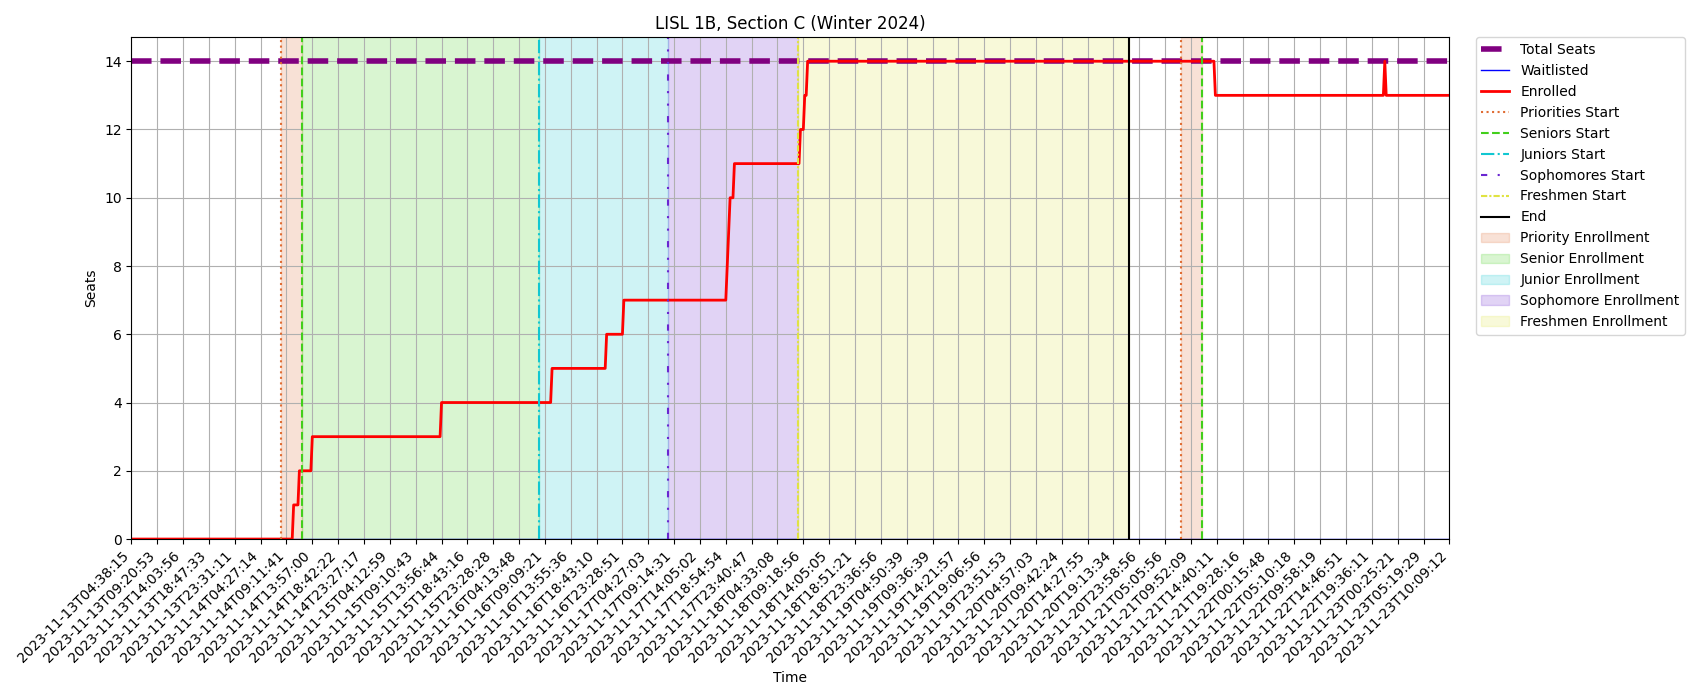 LISL 1B, Section C (Winter 2024)
Total Seats
Waitlisted
Enrolled
Priorities Start
Seniors Start
Juniors Start
Sophomores Start
Freshmen Start
End
Priority Enrollment
Senior Enrollment
Junior Enrollment
Sophomore Enrollment
Freshmen Enrollment
Seats
14
12
10
8
6
4
2
0
2023-11-13T04:38:15
2023-11-13T09:20:53
2023-11-13T14:03:56
2023-11-13T18:47:33
2023-11-13T23:31:11
2023-11-14T04:27:14
2023-11-14T09:11:41
2023-11-14T13:57:00
2023-11-14T18:42:22
2023-11-14T23:27:17
2023-11-15T04:12:59
2023-11-15T09:10:43
2023-11-15T13:56:44
2023-11-15T18:43:16
2023-11-15T23:28:28
2023-11-16T04:13:48
2023-11-16T09:09:21
2023-11-16T13:55:36
2023-11-16T18:43:10
2023-11-16T23:28:51
2023-11-17T04:27:03
2023-11-17T09:14:31
2023-11-17T14:05:02
2023-11-17T18:54:54
2023-11-17T23:40:47
2023-11-18T04:33:08
2023-11-18T09:18:56
2023-11-18T14:05:05
2023-11-18T18:51:21
2023-11-18T23:36:56
2023-11-19T04:50:39
2023-11-19T09:36:39
2023-11-19T14:21:57
2023-11-19T19:06:56
2023-11-19T23:51:53
2023-11-20T04:57:03
2023-11-20T09:42:24
2023-11-20T14:27:55
2023-11-20T19:13:34
2023-11-20T23:58:56
2023-11-21T05:05:56
2023-11-21T09:52:09
2023-11-21T14:40:11
2023-11-21T19:28:16
2023-11-22T00:15:48
2023-11-22T05:10:18
2023-11-22T09:58:19
2023-11-22T14:46:51
2023-11-22T19:36:11
2023-11-23T00:25:21
2023-11-23T05:19:29
2023-11-23T10:09:12
Time